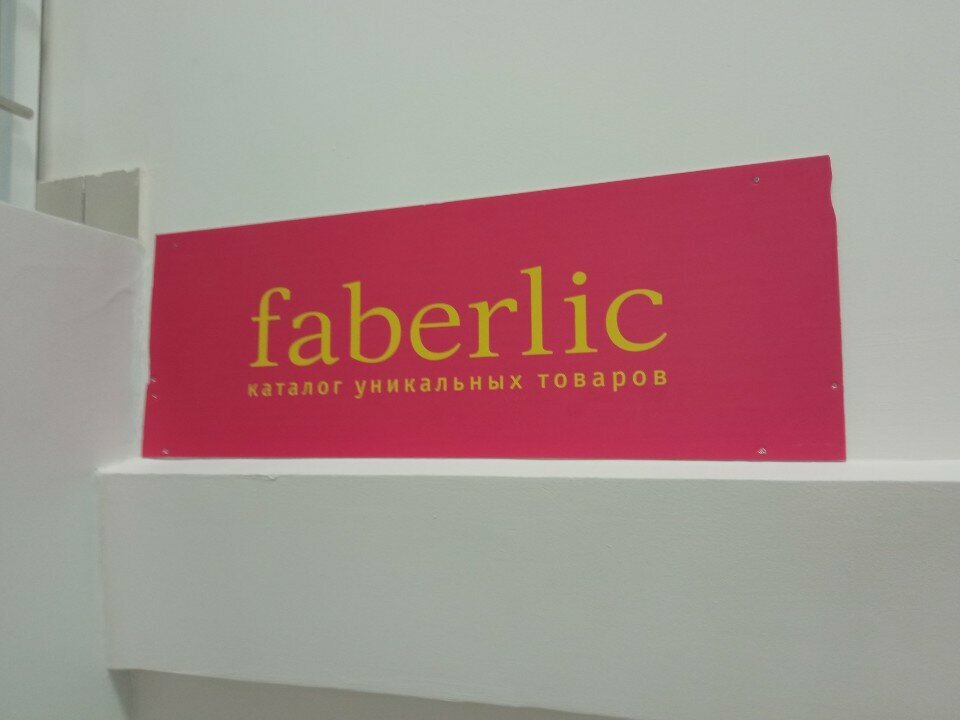 faberlic
каталог уникальных товаров